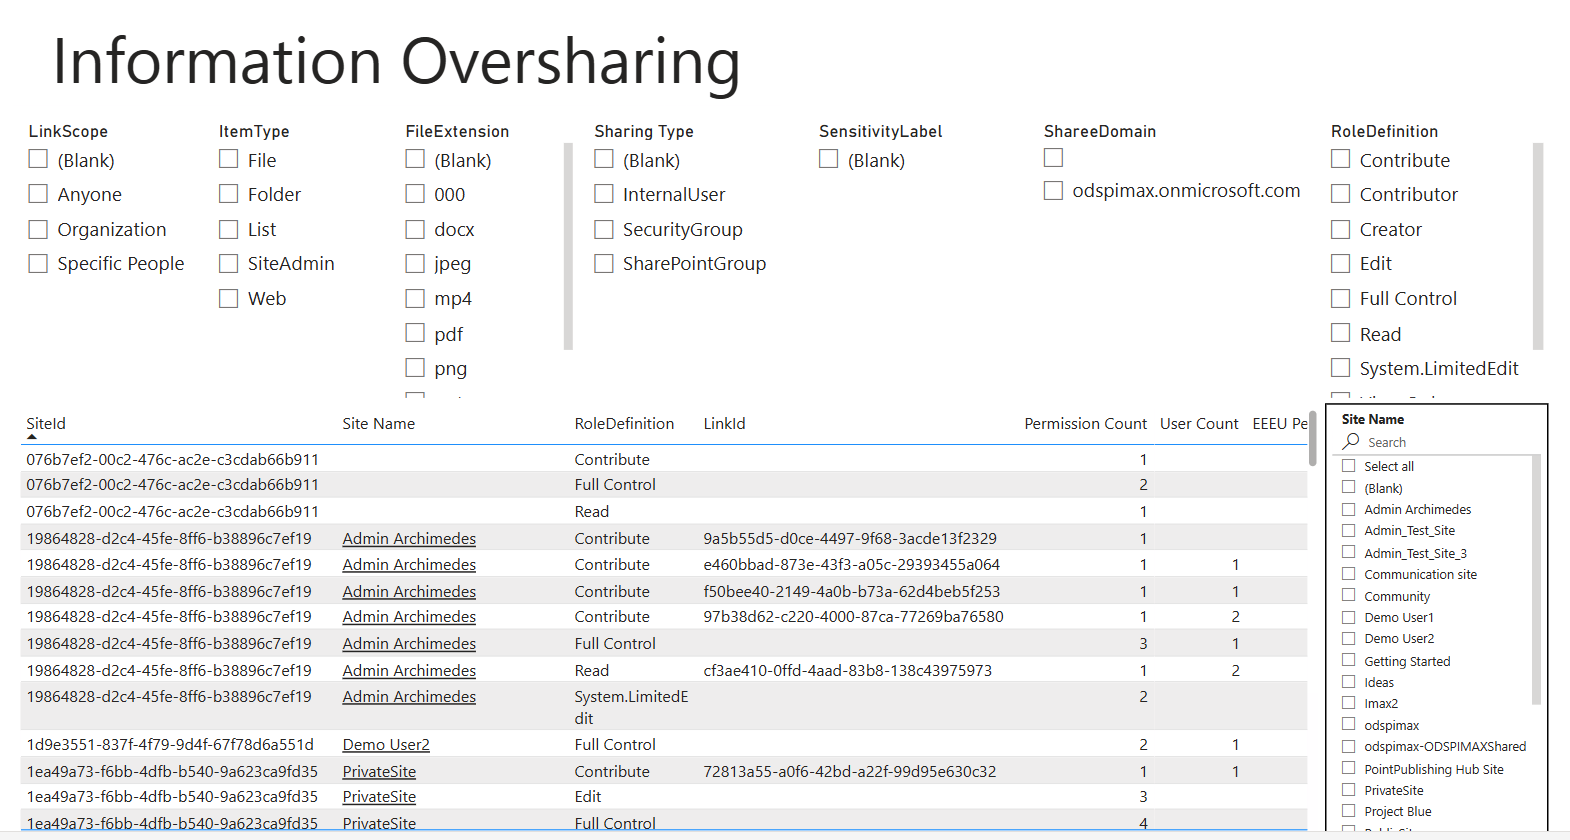 Information Oversharing
LinkScope
(Blank)
Anyone
Organization
Specific People
ItemType
File
Folder
List
SiteAdmin
Web
FileExtension
(Blank)
000
docx
jpeg
mp4
pdf
png
Sharing Type
(Blank)
InternalUser
SecurityGroup
SharePointGroup
SensitivityLabel
(Blank)
ShareeDomain
odspimax.onmicrosoft.com
RoleDefinition
Contribute
Contributor
Creator
Edit
Full Control
Read
System.LimitedEdit
SiteId Site Name RoleDefinition LinkId Permission Count User Count EEEU Pe
076b7ef2-00c2-476c-ac2e-c3cdab66b911 Contribute 1
076b7ef2-00c2-476c-ac2e-c3cdab66b911 Full Control 2
076b7ef2-00c2-476c-ac2e-c3cdab66b911 Read 1
19864828-d2c4-45fe-8ff6-b38896c7ef19 Admin Archimedes Contribute 9a5b55d5-d0ce-4497-9f68-3acde13f2329 1
19864828-d2c4-45fe-8ff6-b38896c7ef19 Admin Archimedes Contribute e460bbad-873e-43f3-a05c-29393455a064 1 1
19864828-d2c4-45fe-8ff6-b38896c7ef19 Admin Archimedes Contribute f50bee40-2149-4a0b-b73a-62d4beb5f253 1 1
19864828-d2c4-45fe-8ff6-b38896c7ef19 Admin Archimedes Contribute 97b38d62-c220-4000-87ca-77269ba76580 1 2
19864828-d2c4-45fe-8ff6-b38896c7ef19 Admin Archimedes Full Control 3 1
19864828-d2c4-45fe-8ff6-b38896c7ef19 Admin Archimedes Read cf3ae410-0ffd-4aad-83b8-138c43975973 1 2
19864828-d2c4-45fe-8ff6-b38896c7ef19 Admin Archimedes System.LimitedE 2
dit
1d9e3551-837f-4f79-9d4f-67f78d6a551d Demo User2 Full Control 2 1
1ea49a73-f6bb-4dfb-b540-9a623ca9fd35 PrivateSite Contribute 72813a55-a0f6-42bd-a22f-99d95e630c32 1 1
1ea49a73-f6bb-4dfb-b540-9a623ca9fd35 PrivateSite Edit 3
1ea49a73-f6bb-4dfb-b540-9a623ca9fd35 PrivateSite Full Control 4
Site Name
Search
Select all
(Blank)
Admin Archimedes
Admin_Test_Site
Admin_Test_Site_3
Communication site
Community
Demo User1
Demo User2
Getting Started
Ideas
Imax2
odspimax
odspimax-ODSPIMAXShared
PointPublishing Hub Site
PrivateSite
Project Blue